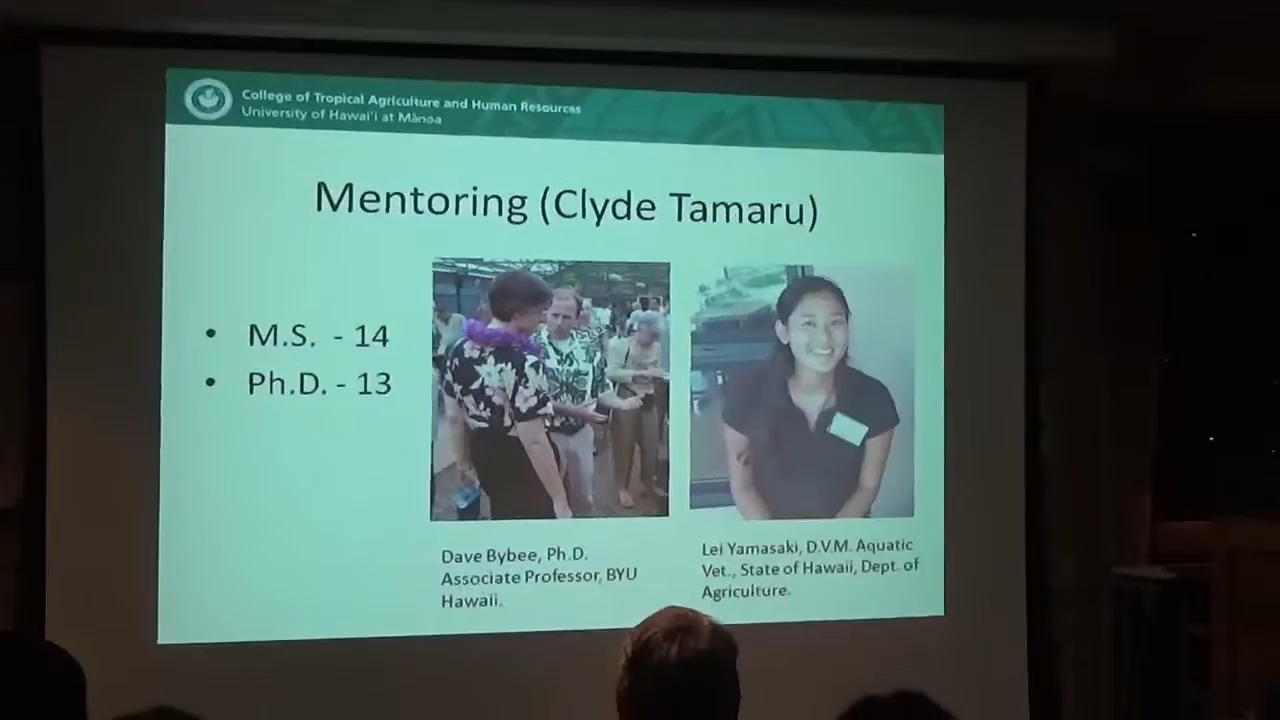 College of Tropical Agriculture and Human Resources
University of Hawai'i at Mānoa
Mentoring (Clyde Tamaru)
• M.S. - 14
• Ph.D. - 13
Dave Bybee, Ph.D.
Associate Professor, BYU
Hawaii.
Lei Yamasaki, D.V.M. Aquatic
Vet., State of Hawaii, Dept. of
Agriculture.